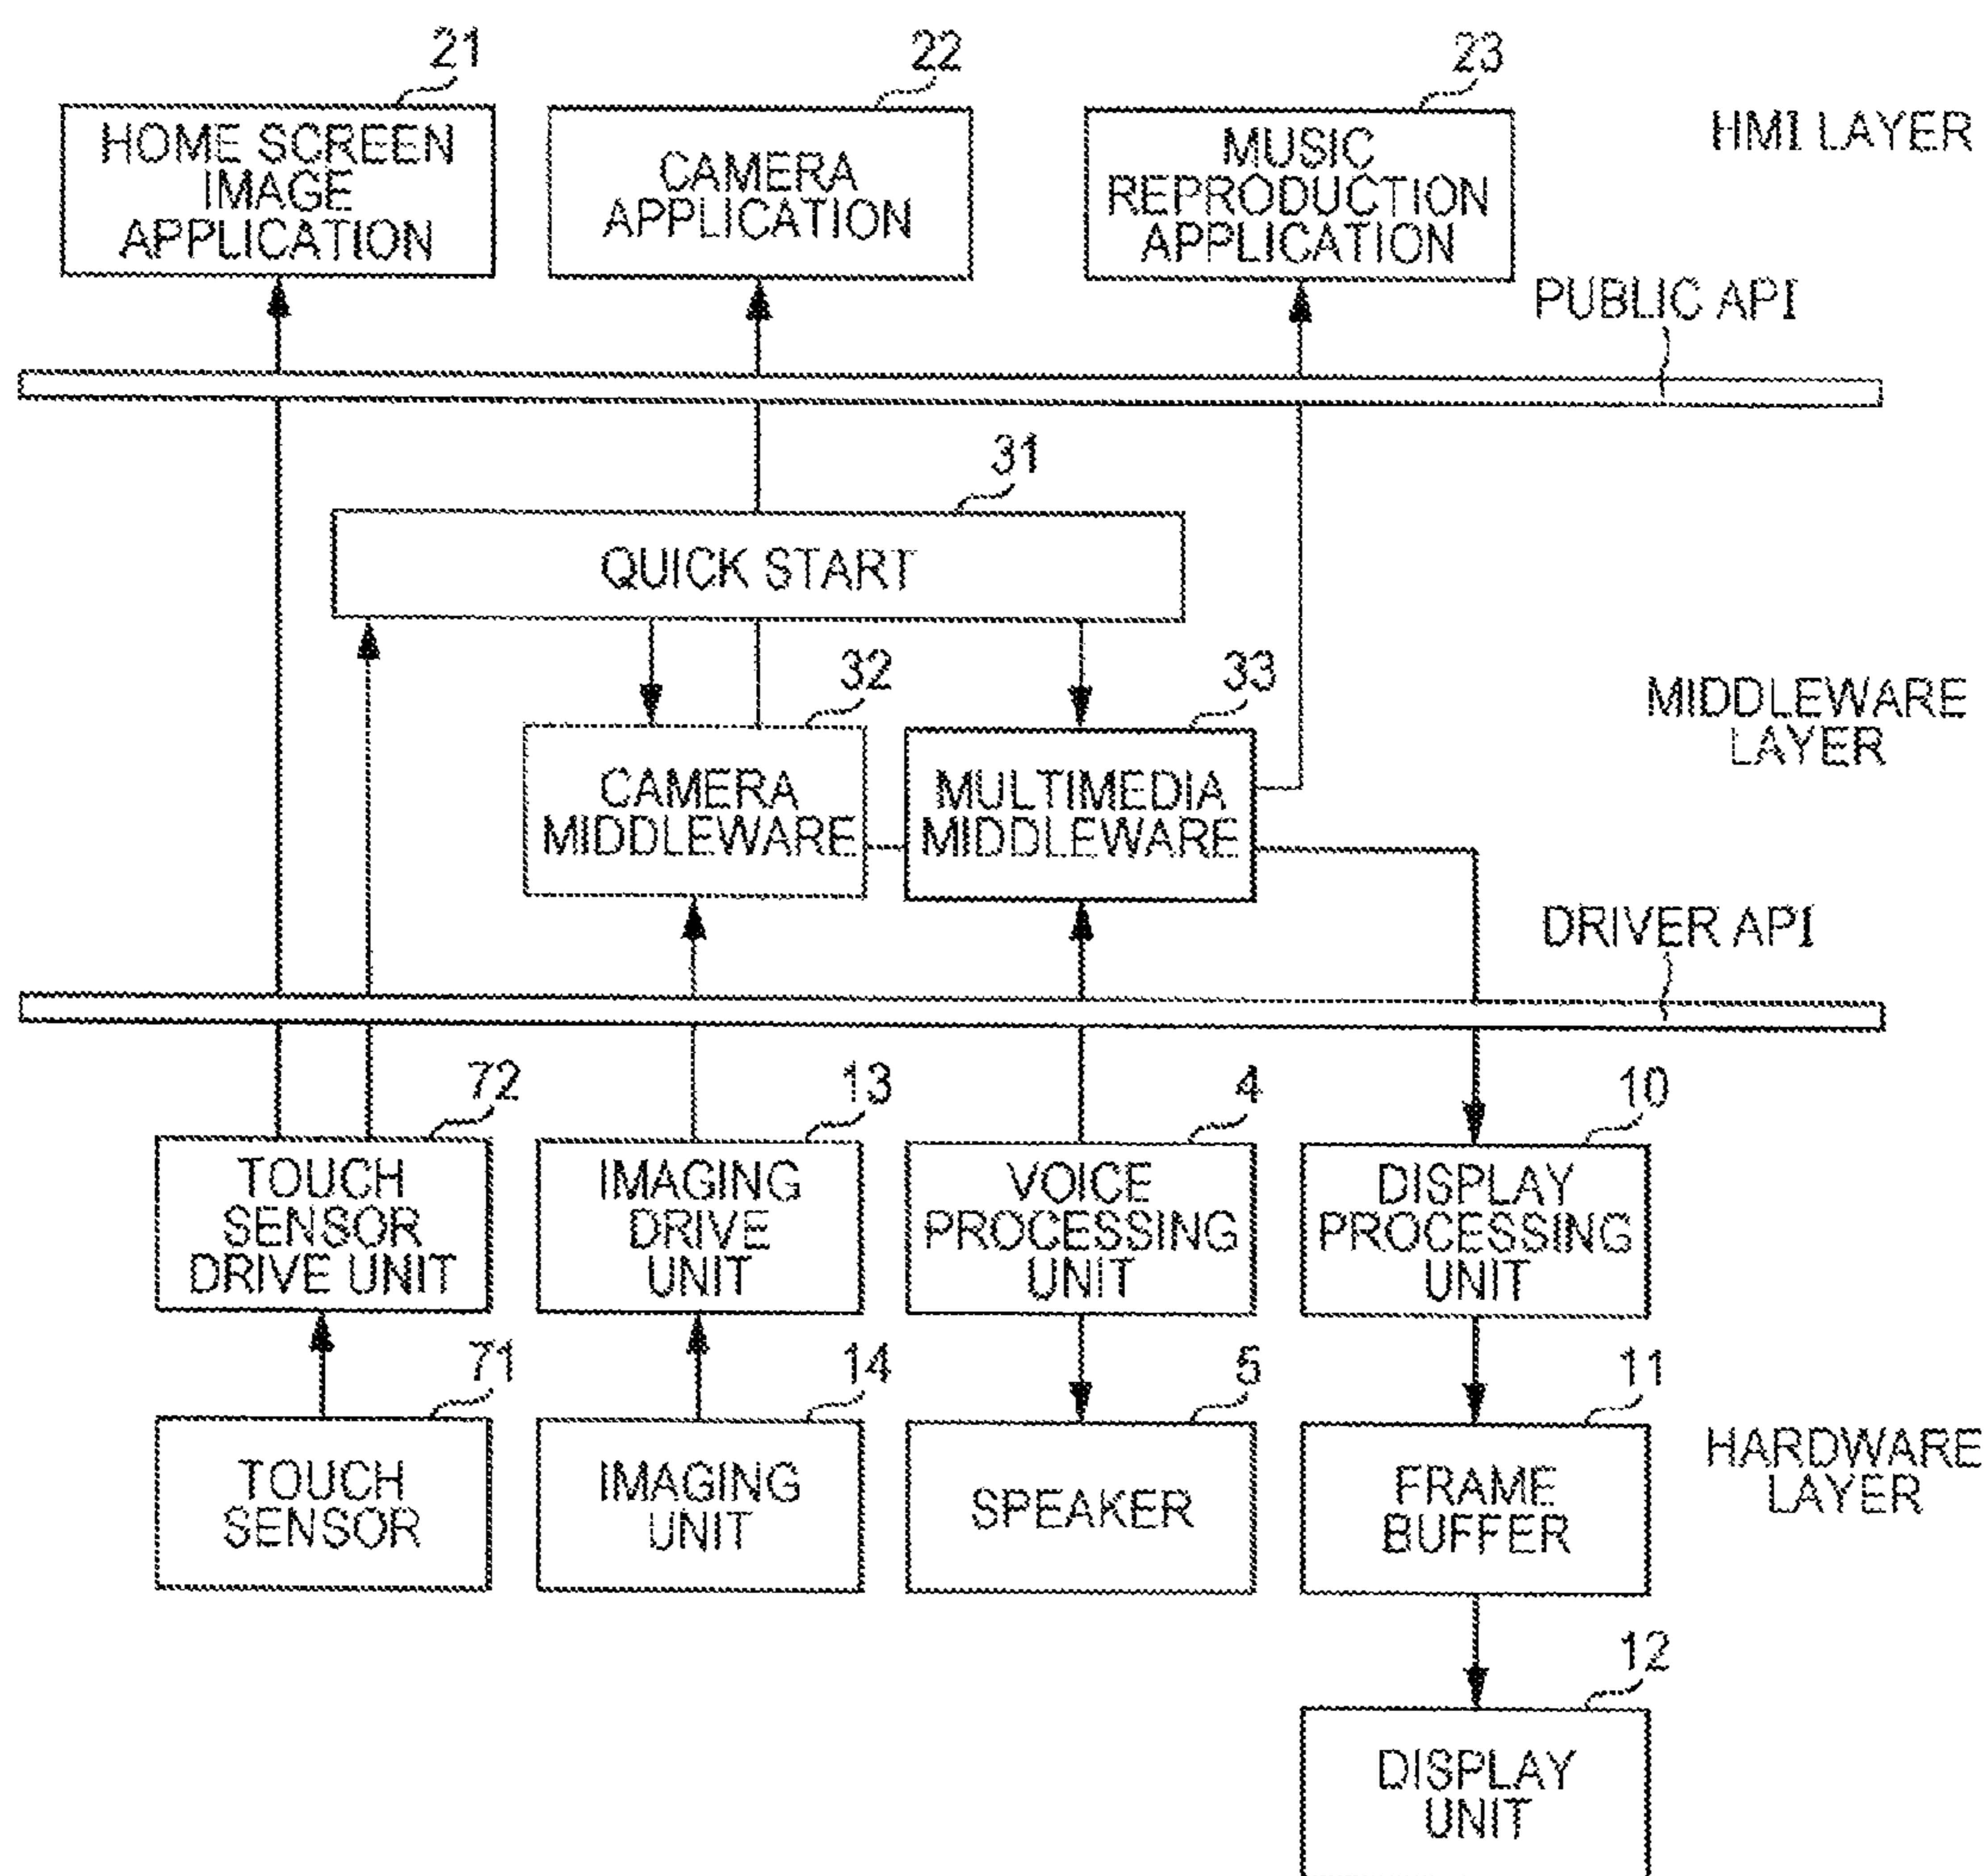 21
22
23
HOME SCREEN
IMAGE
APPLICATION
CAMERA
APPLICATION
MUSIC
REPRODUCTION
APPLICATION
HMI LAYER
PUBLIC API
31
QUICK START
32
33
CAMERA
MIDDLEWARE
MULTIMEDIA
MIDDLEWARE
MIDDLEWARE
LAYER
DRIVER API
72
13
4
10
TOUCH
SENSOR
DRIVE UNIT
IMAGING
DRIVE
UNIT
VOICE
PROCESSING
UNIT
DISPLAY
PROCESSING
UNIT
71
14
5
11
TOUCH
SENSOR
IMAGING
UNIT
SPEAKER
FRAME
BUFFER
HARDWARE
LAYER
12
DISPLAY
UNIT